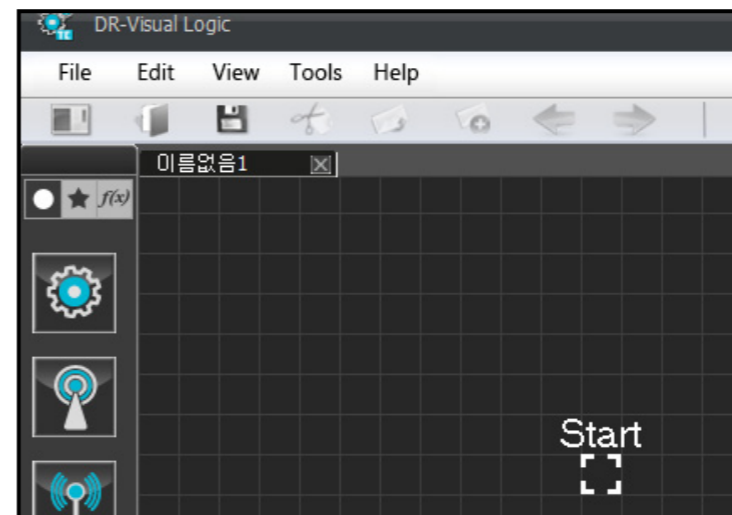 DR-Visual Logic
File Edit View Tools Help
이름없음1
f(x)
Start